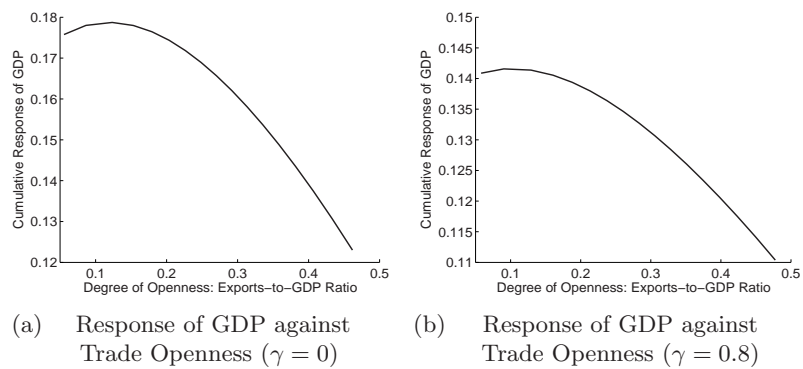 0.18
0.17
0.16
0.15
0.14
0.13
0.12
Cumulative Response of GDP
0.1 0.2 0.3 0.4 0.5
Degree of Openness: Exports−to−GDP Ratio
(a) Response of GDP against
Trade Openness (γ = 0)
0.15
0.145
0.14
0.135
0.13
0.125
0.12
0.115
0.11
Cumulative Response of GDP
0.1 0.2 0.3 0.4 0.5
Degree of Openness: Exports−to−GDP Ratio
(b) Response of GDP against
Trade Openness (γ = 0.8)